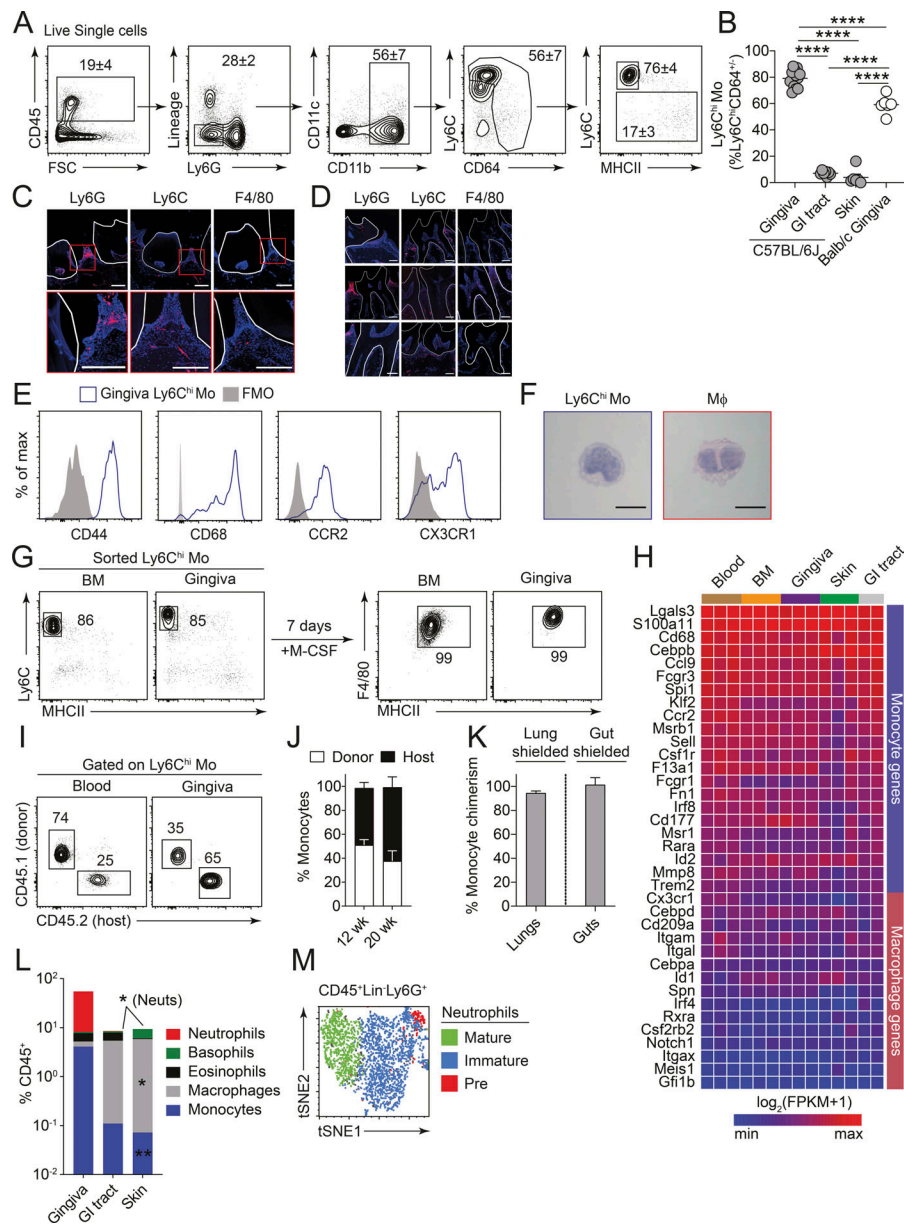 A
Live Single cells
19±4
28±2
56±7
56±7
76±4
17±3
CD45
FSC
Lineage
Ly6G
CD11c
CD11b
Ly6C
CD64
Ly6C
MHCII
B
****
****
****
****
****
Ly6Chi Mo
(%Ly6ChiCD64+/-)
100
80
60
40
20
0
Gingiva
GI tract
Skin
Balb/c Gingiva
C57BL/6J
C
Ly6G
Ly6C
F4/80
D
Ly6G
Ly6C
F4/80
E
Gingiva Ly6Chi Mo
FMO
% of max
CD44
CD68
CCR2
CX3CR1
F
Ly6Chi Mo
Mϕ
G
Sorted Ly6Chi Mo
BM
Gingiva
86
85
Ly6C
MHCII
7 days
+M-CSF
BM
Gingiva
99
99
F4/80
MHCII
H
Blood
BM
Gingiva
Skin
GI tract
Lgals3
S100a11
Cd68
Cebpb
Ccl9
Fcgr3
Spi1
Klf2
Ccr2
Msrb1
Sell
Csf1r
F13a1
Fcgr1
Fn1
Irf8
Cd177
Msr1
Rara
Id2
Mmp8
Trem2
Cx3cr1
Cebpd
Cd209a
Itgam
Itgal
Cebpa
Id1
Spn
Irf4
Rxra
Csf2rb2
Notch1
Itgax
Meis1
Gfi1b
Monocyte genes
Macrophage genes
log2(FPKM+1)
min
max
I
Gated on Ly6Chi Mo
Blood
Gingiva
74
25
35
65
CD45.1 (donor)
CD45.2 (host)
J
Donor
Host
% Monocytes
100
80
60
40
20
0
12 wk
20 wk
K
Lung
shielded
Gut
shielded
% Monocyte chimerism
100
80
60
40
20
0
Lungs
Guts
L
* (Neuts)
% CD45+
10^2
10^1
10^0
10^-1
10^-2
*
**
Gingiva
GI tract
Skin
Neutrophils
Basophils
Eosinophils
Macrophages
Monocytes
M
CD45+Lin-Ly6G+
tSNE2
tSNE1
Neutrophils
Mature
Immature
Pre